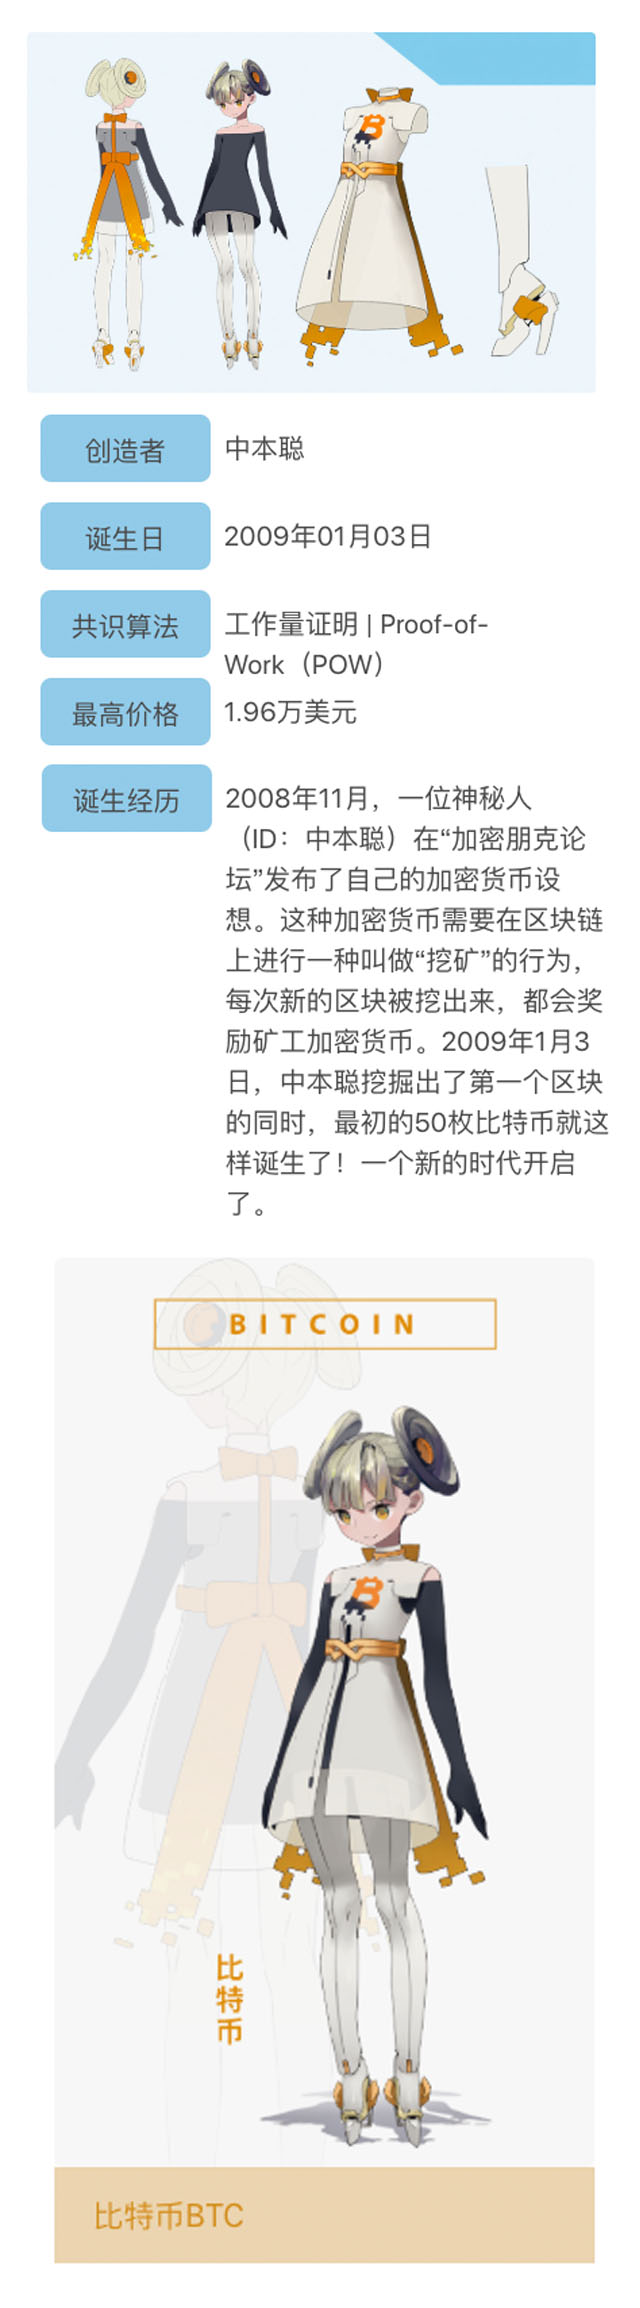 创造者
中本聪
诞生日
2009年01月03日
共识算法
工作量证明 | Proof-of-
Work（POW）
最高价格
1.96万美元
诞生经历
2008年11月，一位神秘人
（ID：中本聪）在“加密朋克论
坛”发布了自己的加密货币设
想。这种加密货币需要在区块链
上进行一种叫做“挖矿”的行为，
每次新的区块被挖出来，都会奖
励矿工加密货币。2009年1月3
日，中本聪挖掘出了第一个区块
的同时，最初的50枚比特币就这
样诞生了！一个新的时代开启
了。
BITCOIN
比特币
比特币BTC